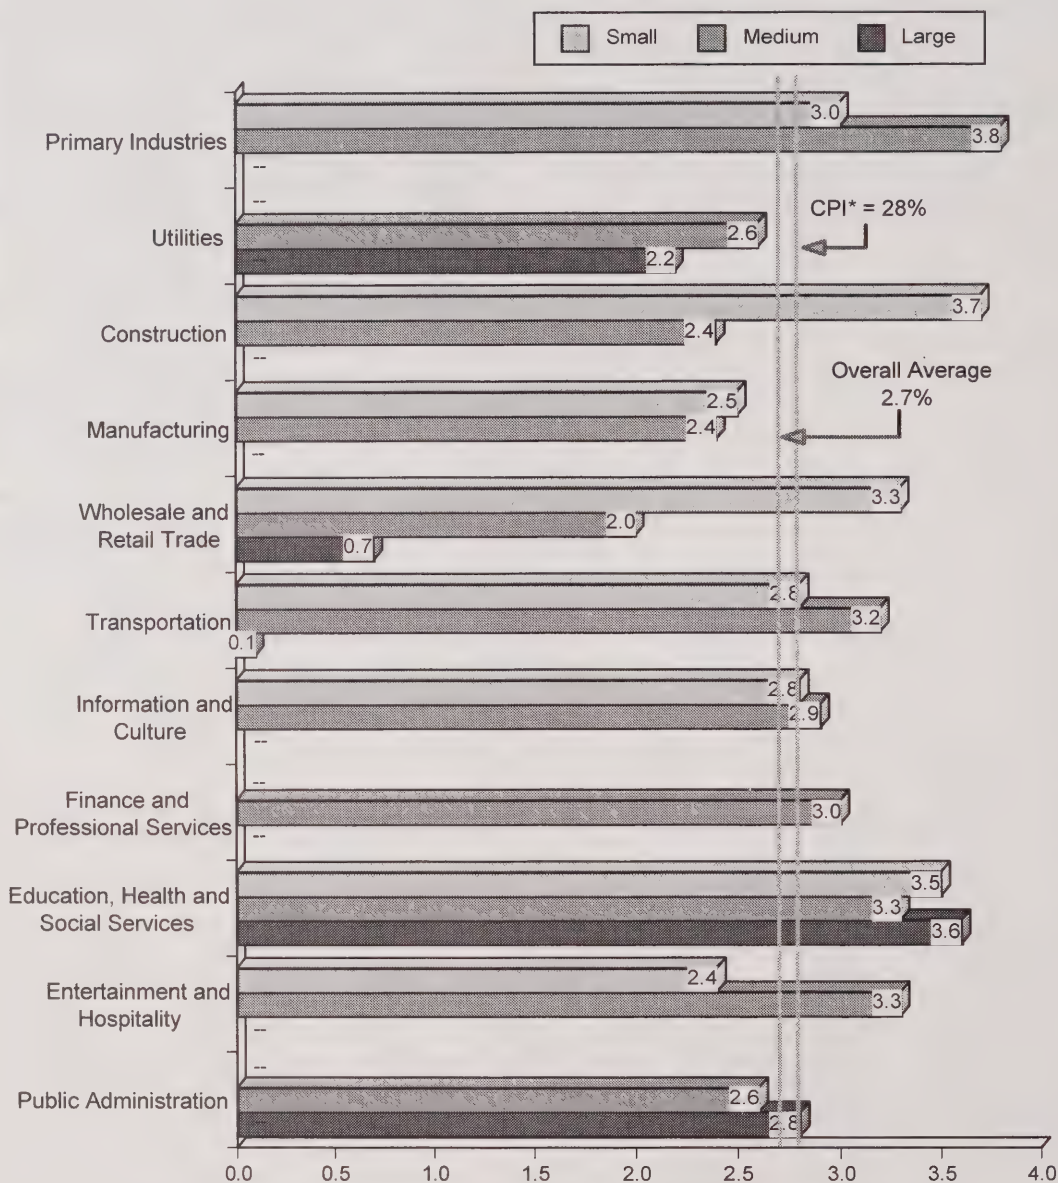 Small Medium Large
3.0
Primary Industries
3.8
--
--
CPI* = 28%
Utilities
2.6
2.2
3.7
Construction
2.4
--
Overall Average
2.7%
2.5
Manufacturing
2.4
--
3.3
Wholesale and
Retail Trade
2.0
0.7
2.8
Transportation
3.2
0.1
2.8
Information and
Culture
2.9
--
--
Finance and
Professional Services
3.0
--
3.5
Education, Health and
Social Services
3.3
3.6
2.4
Entertainment and
Hospitality
3.3
--
--
Public Administration
2.6
2.8
0.0 0.5 1.0 1.5 2.0 2.5 3.0 3.5 4.0